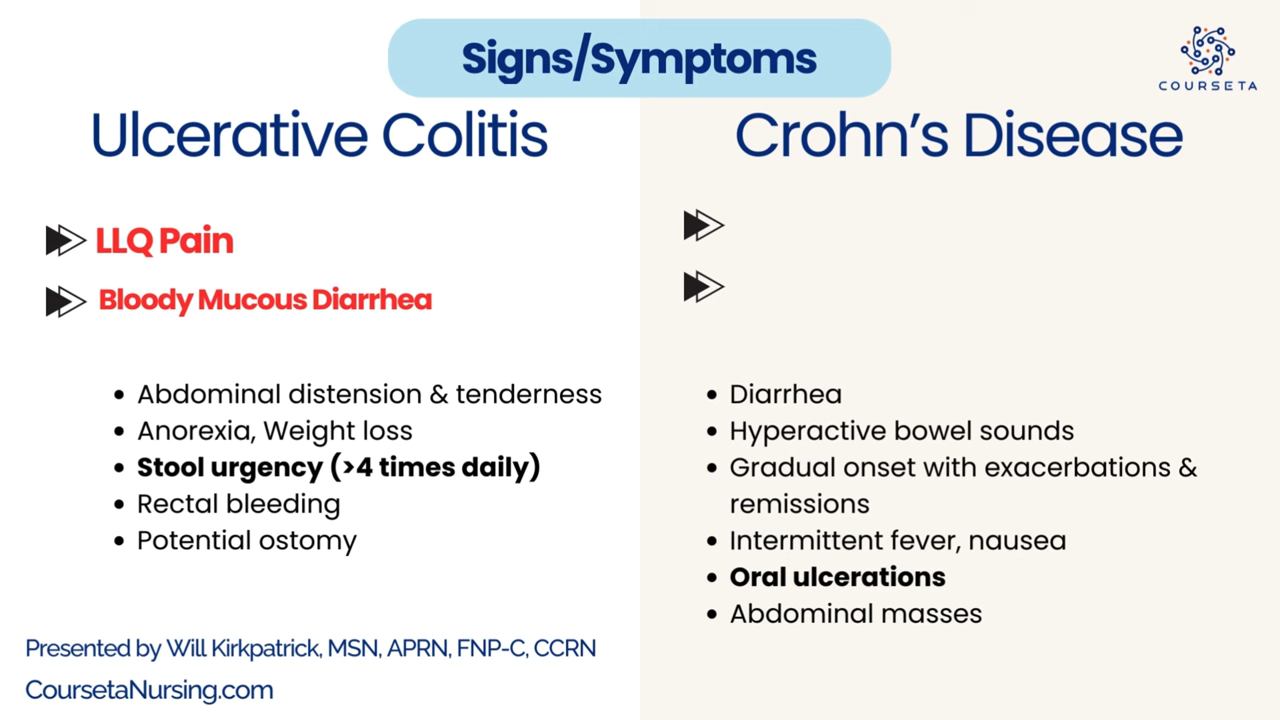 Signs/Symptoms
COURSETA
Ulcerative Colitis
LLQ Pain
Bloody Mucous Diarrhea
• Abdominal distension & tenderness
• Anorexia, Weight loss
• Stool urgency (>4 times daily)
• Rectal bleeding
• Potential ostomy
Crohn's Disease
• Diarrhea
• Hyperactive bowel sounds
• Gradual onset with exacerbations &
remissions
• Intermittent fever, nausea
• Oral ulcerations
• Abdominal masses
Presented by Will Kirkpatrick, MSN, APRN, FNP-C, CCRN
CoursetaNursing.com